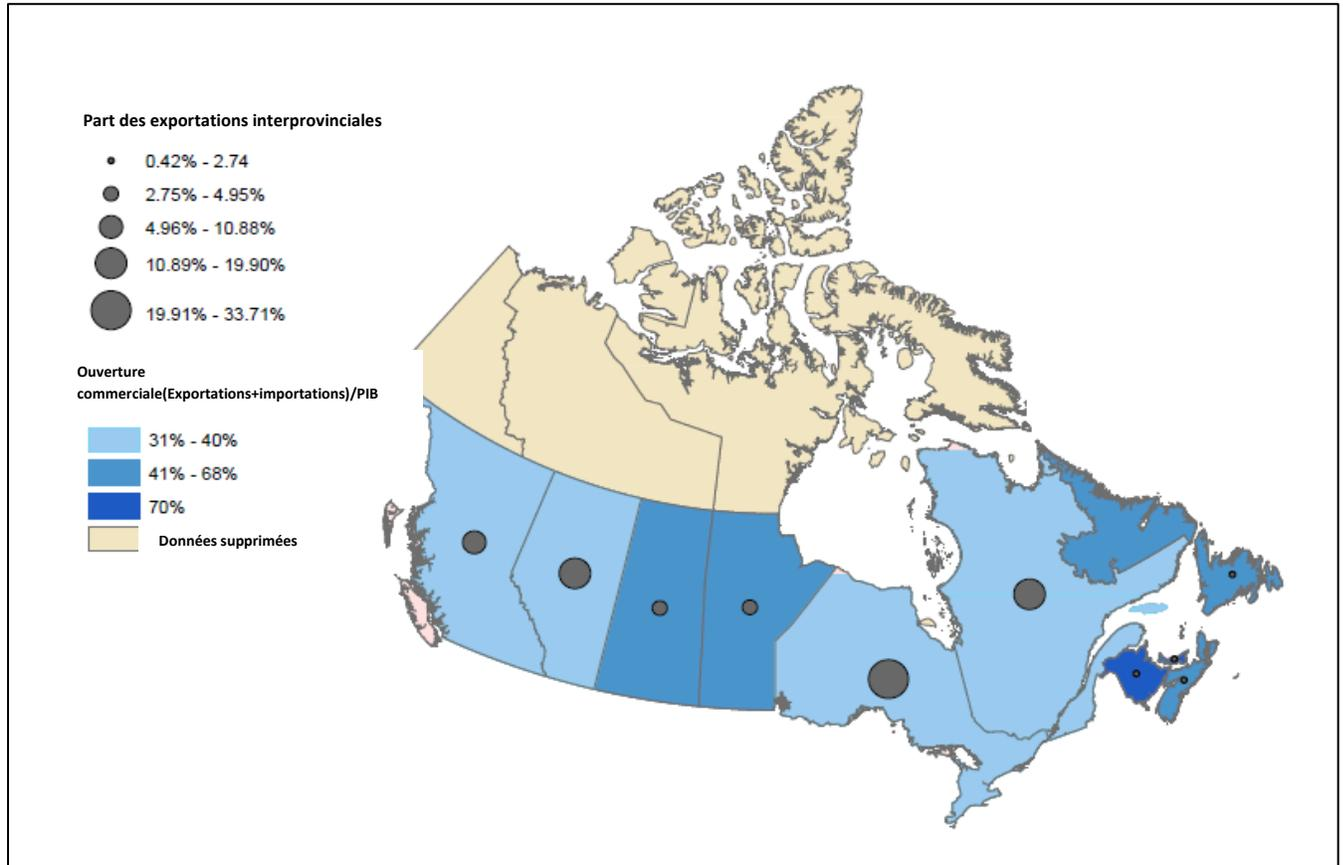 Part des exportations interprovinciales
0.42% - 2.74
2.75% - 4.95%
4.96% - 10.88%
10.89% - 19.90%
19.91% - 33.71%
Ouverture
commerciale(Exportations+importations)/PIB
31% - 40%
41% - 68%
70%
Données supprimées